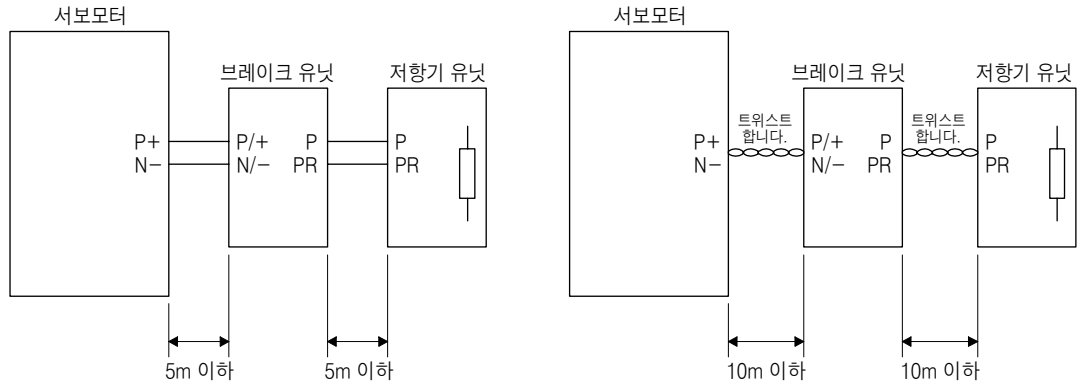 서보모터
브레이크 유닛
저항기 유닛
P+
N−
P/+
N/−
P
PR
P
PR
5m 이하
5m 이하
서보모터
브레이크 유닛
저항기 유닛
트위스트
합니다.
트위스트
합니다.
P+
N−
P/+
N/−
P
PR
P
PR
10m 이하
10m 이하